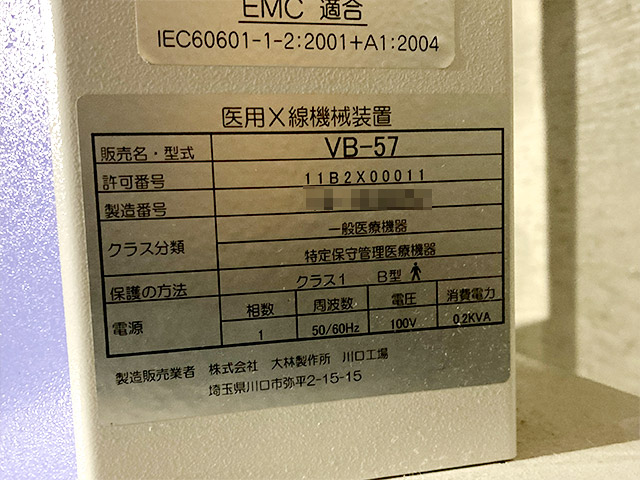 EMC 適合
IEC60601-1-2:2001+A1:2004
医用X線機械装置
販売名・型式 VB-57
許可番号 11B2X00011
製造番号
クラス分類 一般医療機器
特定保守管理医療機器
保護の方法 クラス1 B型
電源 相数 周波数 電圧 消費電力
1 50/60Hz 100V 0.2KVA
製造販売業者 株式会社 大林製作所 川口工場
埼玉県川口市弥平2-15-15